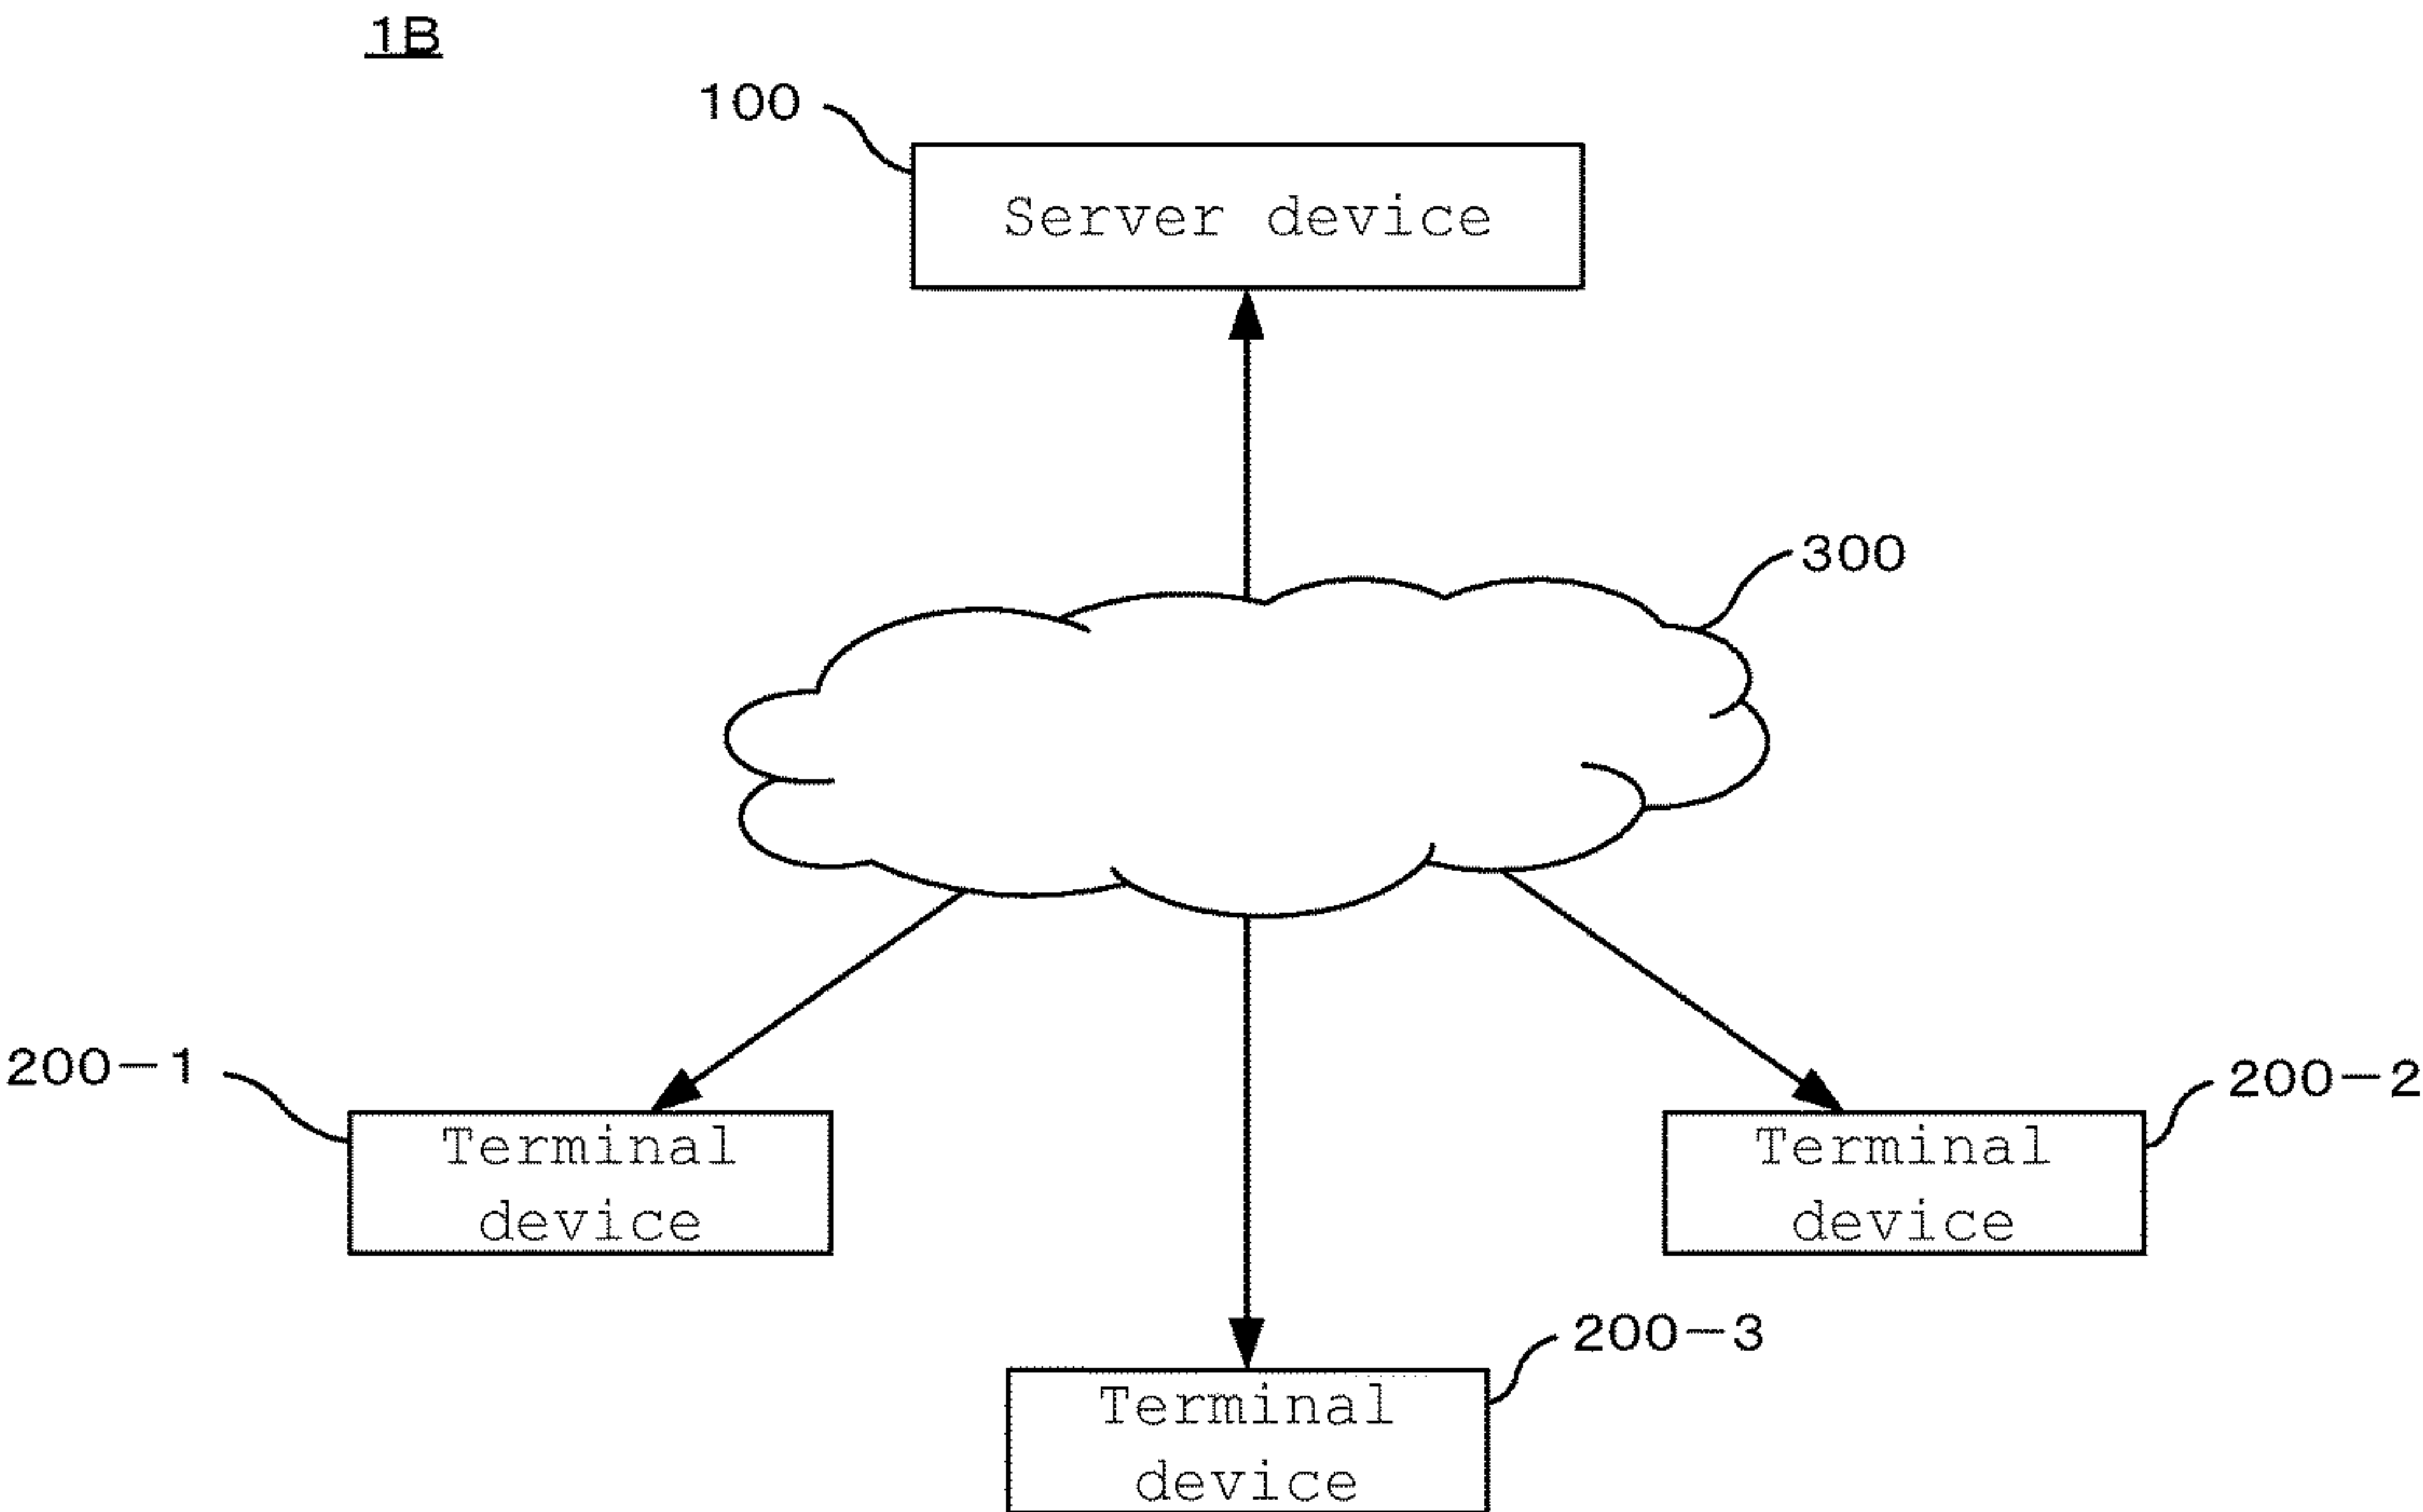 1B
100
Server device
300
200-1
200-2
Terminal
device
Terminal
device
200-3
Terminal
device